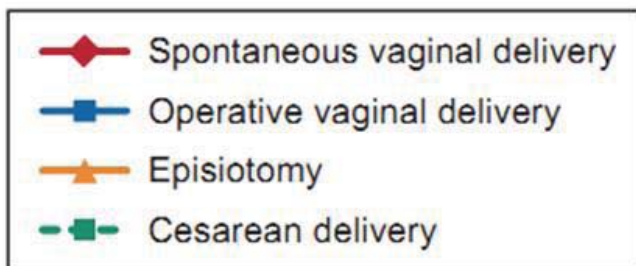 Spontaneous vaginal delivery
Operative vaginal delivery
Episiotomy
Cesarean delivery